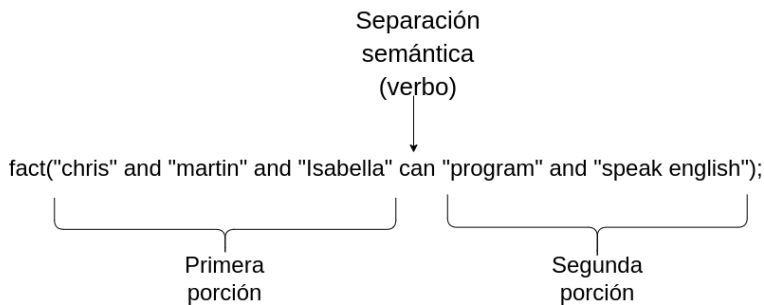 Separación
semántica
(verbo)
fact("chris" and "martin" and "Isabella" can "program" and "speak english");
Primera
porción
Segunda
porción